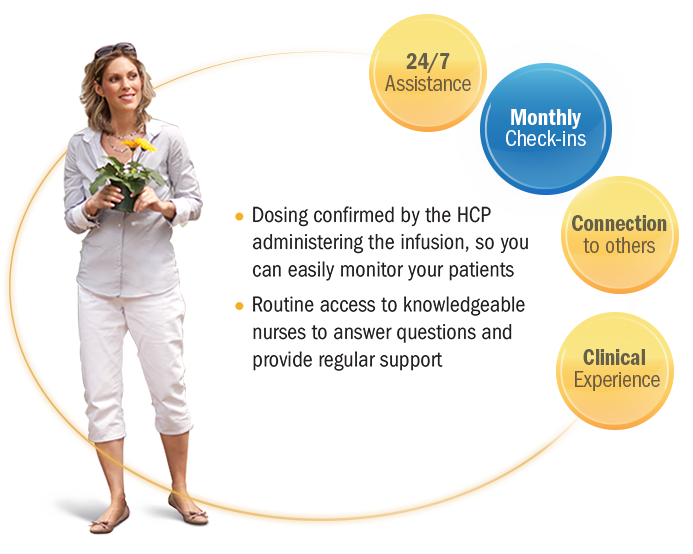 24/7
Assistance
Monthly
Check-ins
Connection
to others
Clinical
Experience
• Dosing confirmed by the HCP
administering the infusion, so you
can easily monitor your patients
• Routine access to knowledgeable
nurses to answer questions and
provide regular support